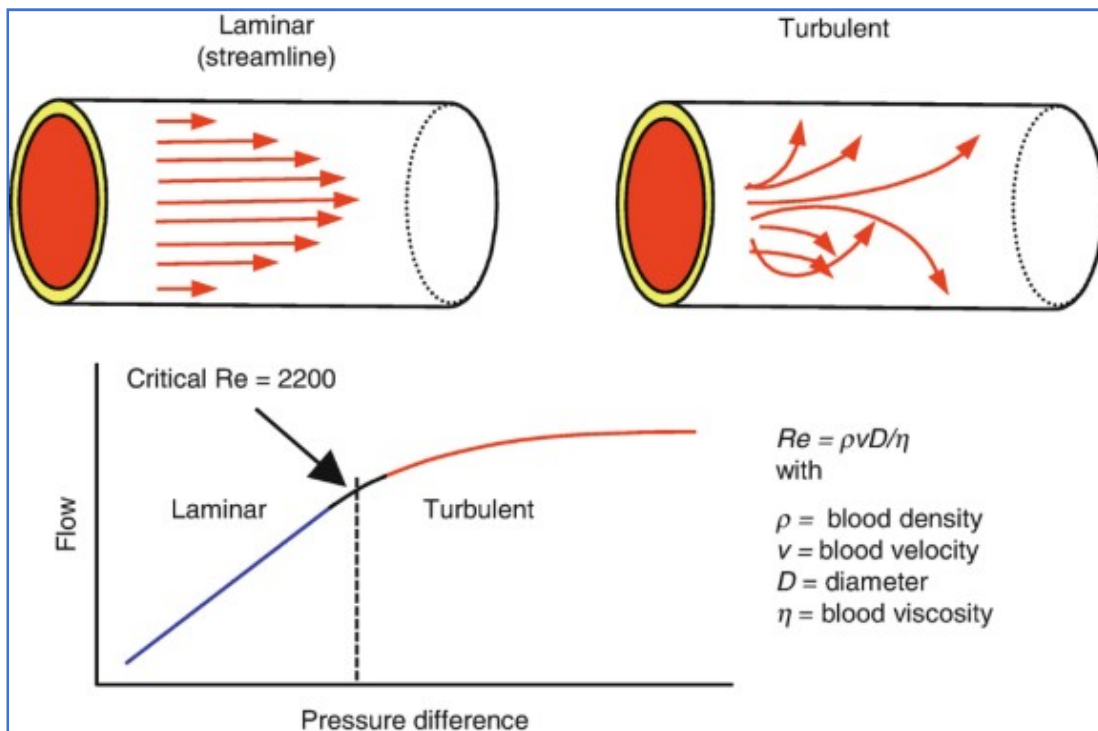 Laminar
(streamline)
Turbulent
Critical Re = 2200
Laminar
Turbulent
Flow
Pressure difference
Re = ρvD/η
with
ρ = blood density
v = blood velocity
D = diameter
η = blood viscosity